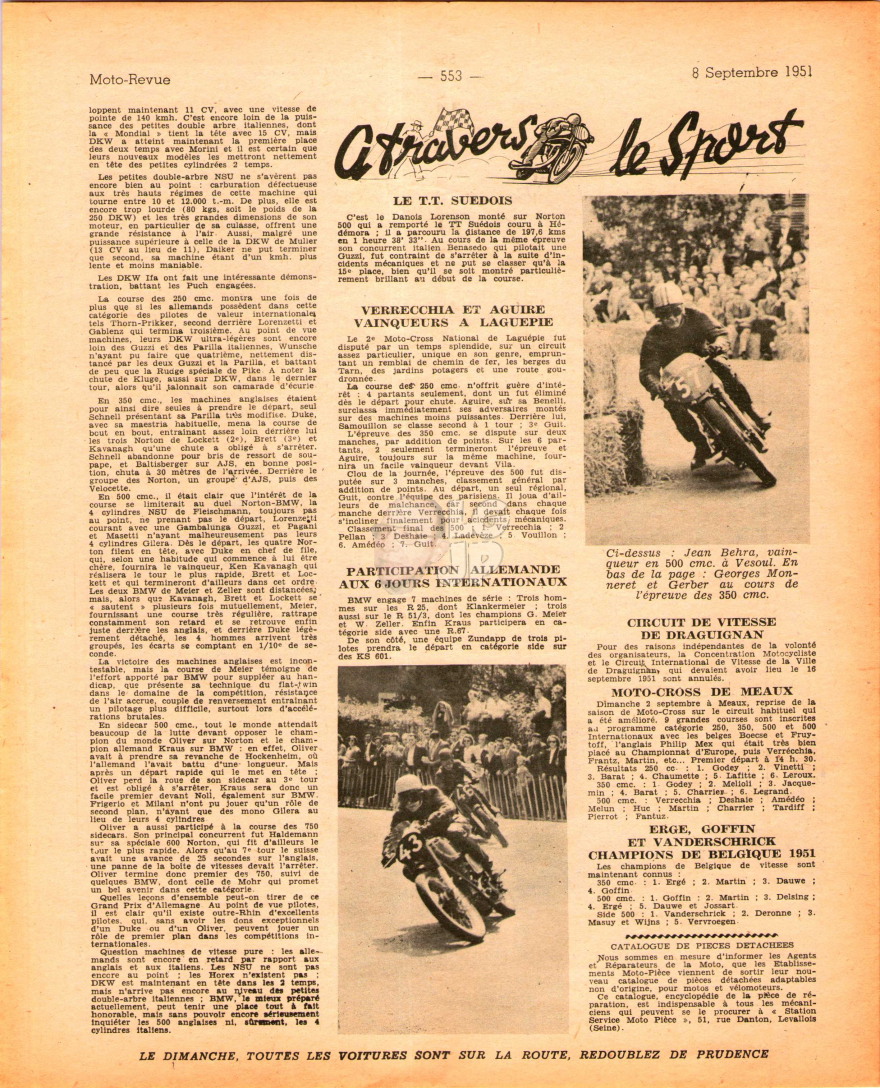 Moto-Revue
— 553 —
8 Septembre 1951
loppent maintenant 11 CV, avec une vitesse de
pointe de 140 kmh. C'est encore loin de la puis-
sance des petites double arbre italiennes, dont
la « Mondial » tient la tête avec 15 CV, mais
DKW a atteint maintenant la première place
des deux temps avec Morini et il est certain que
leurs nouveaux modèles les mettront nettement
en tête des petites cylindrées 2 temps.
Les petites double-arbre NSU ne s'avèrent pas
encore bien au point : carburation défectueuse
aux très hauts régimes de cette machine qui
tourne entre 10 et 12.000 t.-m. De plus, elle est
encore trop lourde (80 kgs, soit le poids de la
250 DKW) et les très grandes dimensions de son
moteur, en particulier de sa culasse, offrent une
grande résistance à l'air. Aussi, malgré une
puissance supérieure à celle de la DKW de Muller
(13 CV au lieu de 11), Daiker ne put terminer
que second, sa machine étant d'un kmh. plus
lente et moins maniable.
Les DKW Ifa ont fait une intéressante démons-
tration, battant les Puch engagées.
La course des 250 cmc. montra une fois de
plus que si les allemands possèdent dans cette
catégorie des pilotes de valeur internationale
tels Thorn-Prikker, second derrière Lorenzetti et
Gablenz qui termina troisième. Au point de vue
machines, leurs DKW ultra-légères sont encore
loin des Guzzi et des Parilla italiennes, Wunsche
n'ayant pu faire que quatrième, nettement dis-
tancé par les deux Guzzi et la Parilla, et battant
de peu que la Rudge spéciale de Pike. A noter la
chute de Kluge, aussi sur DKW, dans le dernier
tour, alors qu'il jalonnait son camarade d'écurie
En 350 cmc., les machines anglaises étaient
pour ainsi dire seules à prendre le départ, seul
Schnell présentant sa Parilla très modifiée. Duke,
avec sa maestria habituelle, mena la course de
bout en bout, entraînant assez loin derrière lui
les trois Norton de Lockett (2e), Brett (3e) et
Kavanagh qu'une chute a obligé à s'arrêter.
Schnell abandonne pour bris de ressort de sou-
pape, et Baltisberger sur AJS, en bonne posi-
tion, chuta à 30 mètres de l'arrivée. Derrière le
groupe des Norton, un groupe d'AJS, puis des
Velocette.
En 500 cmc., il était clair que l'intérêt de la
course se limiterait au duel Norton-BMW, la
4 cylindres NSU de Fleischmann, toujours pas
au point, ne prenant pas le départ, Lorenzetti
courant avec une Gambalunga Guzzi, et Pagani
et Masetti n'ayant malheureusement pas leurs
4 cylindres Gilera. Dès le départ, les quatre Nor-
ton filent en tête, avec Duke en chef de file,
qui, selon une habitude qui commence à lui être
chère, fournira le vainqueur, Ken Kavanagh qui
réalisera le tour le plus rapide, Brett et Loc-
kett et qui termineront d'ailleurs dans cet ordre.
Les deux BMW de Meier et Zeller sont distancées,
mais, alors que Kavanagh, Brett et Lockett se
« sautent » plusieurs fois mutuellement, Meier,
fournissant une course très régulière, rattrape
constamment son retard et se retrouve enfin
juste derrière les anglais, et derrière Duke légè-
rement détaché, les 4 hommes arrivent très
groupés, les écarts se comptant en 1/10e de se-
conde.
La victoire des machines anglaises est incon-
testable, mais la course de Meier témoigne de
l'effort apporté par BMW pour suppléer au han-
dicap, que présente sa technique du flat-twin
dans le domaine de la compétition, résistance
de l'air accrue, couple de renversement entraînant
un pilotage plus difficile, surtout lors d'accélé-
rations brutales.
En sidecar 500 cmc., tout le monde attendait
beaucoup de la lutte devant opposer le cham-
pion du monde Oliver sur Norton et le cham-
pion allemand Kraus sur BMW : en effet, Oliver
avait à prendre sa revanche de Hockenheim, où
l'allemand l'avait battu d'une longueur. Mais
après un départ rapide qui le met en tête ;
Oliver perd la roue de son sidecar au 3e tour
et est obligé à s'arrêter, Kraus sera donc un
facile premier devant Noll, également sur BMW.
Frigerio et Milani n'ont pu jouer qu'un rôle de
second plan, n'ayant que des mono Gilera au
lieu de leurs 4 cylindres.
Oliver a aussi participé à la course des 750
sidecars. Son principal concurrent fut Haldemann
sur sa spéciale 600 Norton, qui fit d'ailleurs le
tour le plus rapide. Alors qu'au 7e tour le suisse
avait une avance de 25 secondes sur l'anglais,
une panne de la boîte de vitesses devait l'arrêter.
Oliver termine donc premier des 750, suivi de
quelques BMW, dont celle de Mohr qui promet
un bel avenir dans cette catégorie.
Quelles leçons d'ensemble peut-on tirer de ce
Grand Prix d'Allemagne Au point de vue pilotes,
il est clair qu'il existe outre-Rhin d'excellents
pilotes, qui, sans avoir les dons exceptionnels
d'un Duke ou d'un Oliver, peuvent jouer un
rôle de premier plan dans les compétitions in-
ternationales.
Question machines de vitesse pure : les alle-
mands sont encore en retard par rapport aux
anglais et aux italiens. Les NSU ne sont pas
encore au point ; les Horex n'existent pas ;
DKW est maintenant en tête dans les 2 temps,
mais n'arrive pas encore au niveau des petites
double-arbre italiennes ; BMW, le mieux préparé
actuellement, peut tenir une place tout à fait
honorable, mais sans pouvoir encore sérieusement
inquiéter les 500 anglaises ni, sûrement, les 4
cylindres italiens.
A travers le Sport
LE T.T. SUEDOIS
C'est le Danois Lorenson monté sur Norton
500 qui a remporté le TT Suédois couru à Hé-
démora ; il a parcouru la distance de 197,6 kms
en 1 heure 38' 33". Au cours de la même épreuve
son concurrent italien Benasedo qui pilotait une
Guzzi, fut contraint de s'arrêter à la suite d'in-
cidents mécaniques et ne put se classer qu'à la
15e place, bien qu'il se soit montré particuliè-
rement brillant au début de la course.
VERRECCHIA ET AGUIRE
VAINQUEURS A LAGUEPIE
Le 2e Moto-Cross National de Laguépie fut
disputé par un temps splendide, sur un circuit
assez particulier, unique en son genre, emprun-
tant un remblai de chemin de fer, les berges du
Tarn, des jardins potagers et une route gou-
dronnée.
La course des 250 cmc. n'offrit guère d'inté-
rêt : 4 partants seulement, dont un fut éliminé
dès le départ pour chute. Aguire, sur sa Benelli,
surclassa immédiatement ses adversaires montés
sur des machines moins puissantes. Derrière lui,
Samouillon se classe second à 1 tour ; 3e Guit.
L'épreuve des 350 cmc. se dispute sur deux
manches, par addition de points. Sur les 6 par-
tants, 2 seulement termineront l'épreuve et
Aguire, toujours sur la même machine, four-
nira un facile vainqueur devant Vila.
Clou de la journée, l'épreuve des 500 fut dis-
putée sur 3 manches, classement général par
addition de points. Au départ, un seul régional,
Guit, contre l'équipe des parisiens. Il joua d'ail-
leurs de malchance, car second dans chaque
manche derrière Verrecchia, il devait chaque fois
s'incliner finalement pour accidents mécaniques.
Classement final des 500 : 1. Verrecchia ; 2
Pellan ; 3. Deshaie ; 4. Ladevèze ; 5. Vouillon ;
6. Amédéo ; 7. Guit.
PARTICIPATION ALLEMANDE
AUX 6 JOURS INTERNATIONAUX
BMW engage 7 machines de série : Trois hom-
mes sur les R 25, dont Klankermeier ; trois
aussi sur le R 51/3, dont les champions G. Meier
et W. Zeller. Enfin Kraus participera en ca-
tégorie side avec une R.67.
De son côté, une équipe Zundapp de trois pi-
lotes prendra le départ en catégorie side sur
des KS 601.
43
Ci-dessus : Jean Behra, vain-
queur en 500 cmc. à Vesoul. En
bas de la page : Georges Mon-
neret et Gerber au cours de
l'épreuve des 350 cmc.
CIRCUIT DE VITESSE
DE DRAGUIGNAN
Pour des raisons indépendantes de la volonté
des organisateurs, la Concentration Motocycliste
et le Circuit International de Vitesse de la Ville
de Draguignan qui devaient avoir lieu le 16
septembre 1951 sont annulés.
MOTO-CROSS DE MEAUX
Dimanche 2 septembre à Meaux, reprise de la
saison de Moto-Cross sur le circuit habituel qui
a été amélioré. 9 grandes courses sont inscrites
au programme catégorie 250, 350, 500 et 500
Internationaux avec les belges Boecse et Fruy-
toff, l'anglais Philip Mex qui était très bien
placé au Championnat d'Europe, puis Verrecchia,
Frantz, Martin, etc... Premier départ à 14 h. 30.
Résultats 250 cc : 1. Godey ; 2. Vinetti ;
3. Barat ; 4. Chaumette ; 5. Lafitte ; 6. Leroux.
350 cmc. : 1 Godey ; 2. Melioli ; 3. Jacque-
min ; 4. Barat ; 5. Charrier ; 6. Legrand.
500 cmc. : Verrecchia ; Deshaie ; Amédéo ;
Melun ; Huc ; Martin ; Charrier ; Tardiff ;
Pierrot ; Fantuz.
ERGE, GOFFIN
ET VANDERSCHRICK
CHAMPIONS DE BELGIQUE 1951
Les champions de Belgique de vitesse sont
maintenant connus :
350 cmc. : 1. Ergé ; 2. Martin ; 3. Dauwe ;
4. Goffin
500 cmc. : 1. Goffin ; 2. Martin ; 3. Delsing ;
4. Ergé ; 5. Dauwe et Jossart.
Side 500 : 1. Vanderschrick ; 2. Deronne ; 3.
Masuy et Wijns ; 5. Vervroegen.
CATALOGUE DE PIECES DETACHEES
Nous sommes en mesure d'informer les Agents
et Réparateurs de la Moto, que les Etablisse-
ments Moto-Pièce viennent de sortir leur nou-
veau catalogue de pièces détachées adaptables
non d'origine, pour motos et vélomoteurs.
Ce catalogue, encyclopédie de la pièce de ré-
paration, est indispensable à tous les mécani-
ciens qui peuvent se le procurer à « Station
Service Moto Pièce », 51, rue Danton, Levallois
(Seine).
LE DIMANCHE, TOUTES LES VOITURES SONT SUR LA ROUTE, REDOUBLEZ DE PRUDENCE